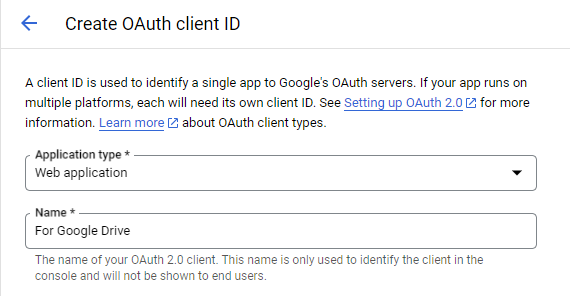 Create OAuth client ID
A client ID is used to identify a single app to Google's OAuth servers. If your app runs on
multiple platforms, each will need its own client ID. See Setting up OAuth 2.0 for more
information. Learn more about OAuth client types.
Application type *
Web application
Name *
For Google Drive
The name of your OAuth 2.0 client. This name is only used to identify the client in the
console and will not be shown to end users.